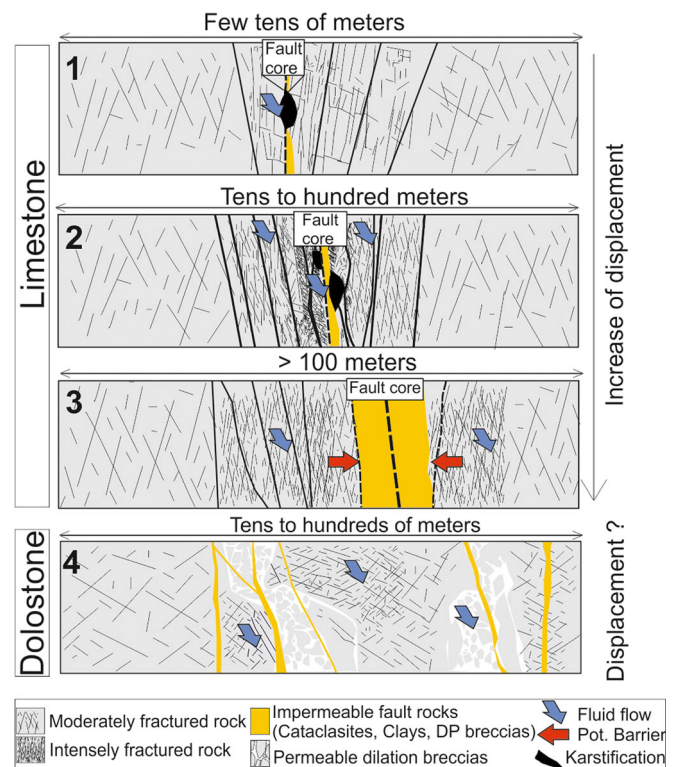 Few tens of meters
1
Fault
core
Tens to hundred meters
2
Fault
core
> 100 meters
3
Fault core
Tens to hundreds of meters
4
Limestone
Dolostone
Increase of displacement
Displacement ?
Moderately fractured rock
Intensely fractured rock
Impermeable fault rocks
(Cataclasites, Clays, DP breccias)
Permeable dilation breccias
Fluid flow
Pot. Barrier
Karstification